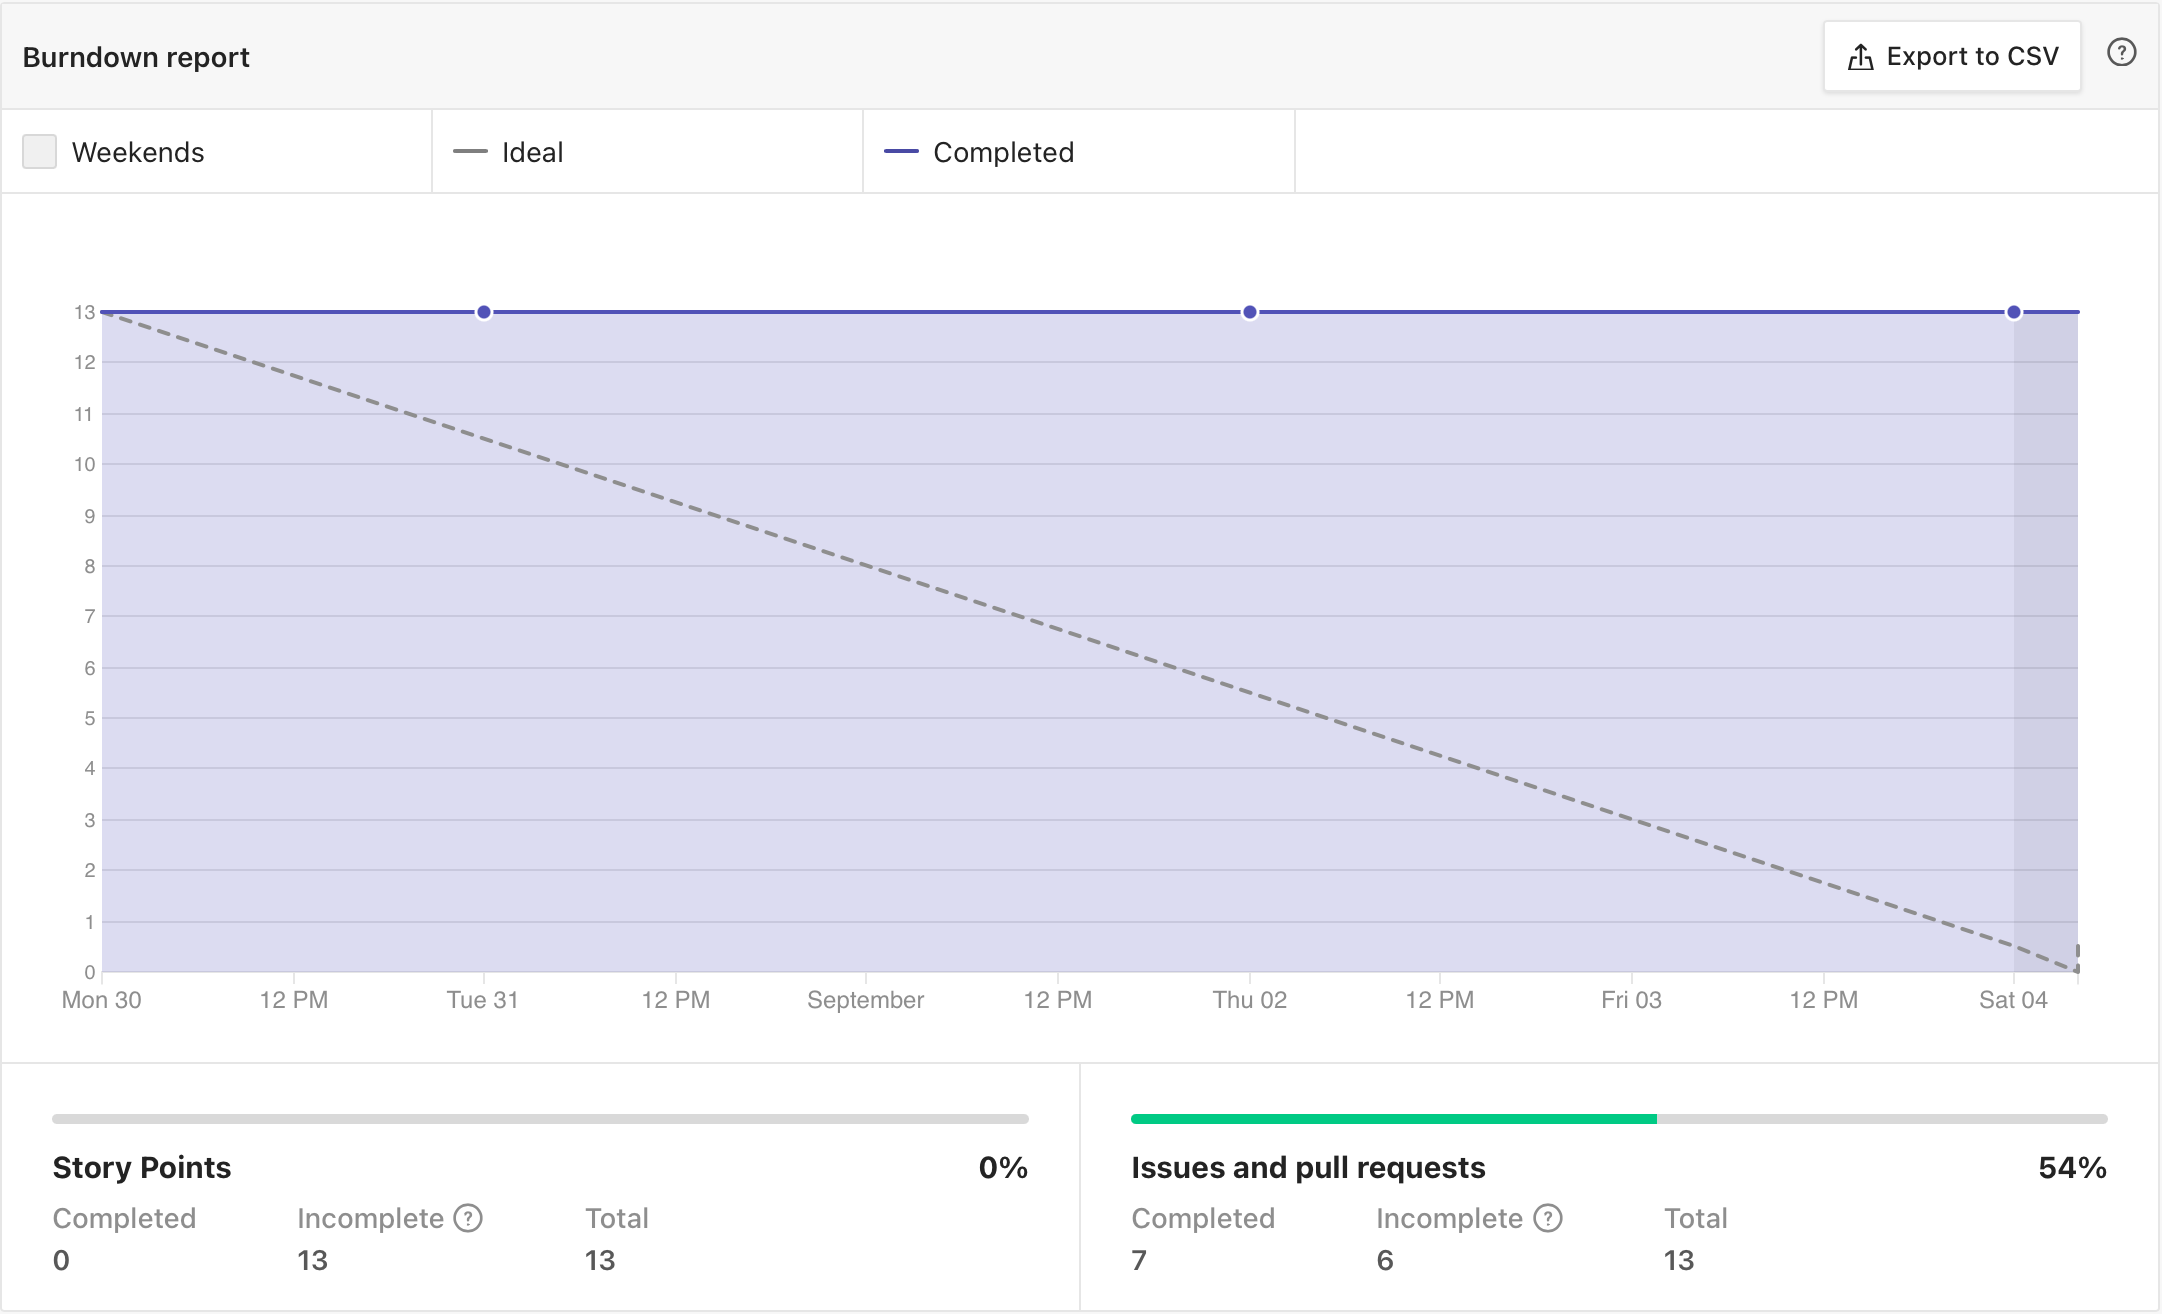 Burndown report
Export to CSV
?
Weekends
Ideal
Completed
13
12
11
10
9
8
7
6
5
4
3
2
1
0
Mon 30 12 PM Tue 31 12 PM September 12 PM Thu 02 12 PM Fri 03 12 PM Sat 04
Story Points 0%
Completed Incomplete ? Total
0 13 13
Issues and pull requests 54%
Completed Incomplete ? Total
7 6 13